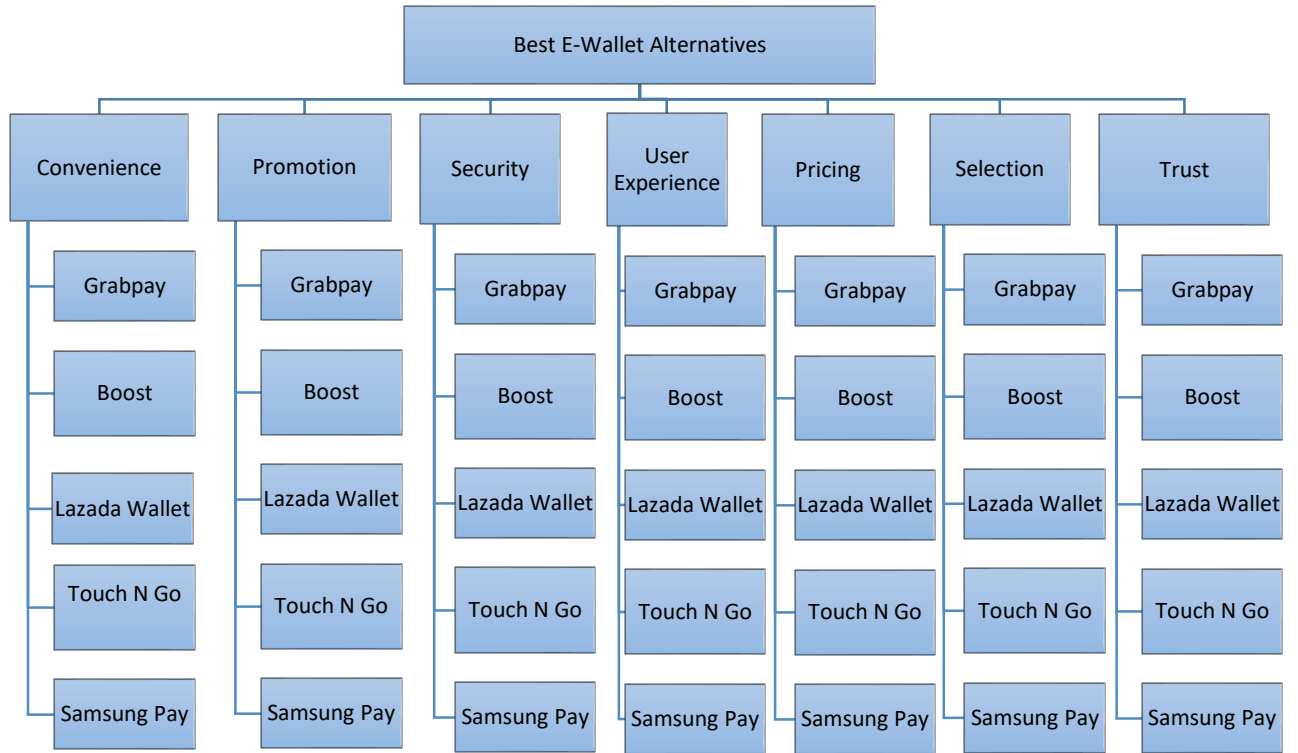 Best E-Wallet Alternatives
Convenience
Promotion
Security
User
Experience
Pricing
Selection
Trust
Grabpay
Grabpay
Grabpay
Grabpay
Grabpay
Grabpay
Grabpay
Boost
Boost
Boost
Boost
Boost
Boost
Boost
Lazada Wallet
Lazada Wallet
Lazada Wallet
Lazada Wallet
Lazada Wallet
Lazada Wallet
Lazada Wallet
Touch N Go
Touch N Go
Touch N Go
Touch N Go
Touch N Go
Touch N Go
Touch N Go
Samsung Pay
Samsung Pay
Samsung Pay
Samsung Pay
Samsung Pay
Samsung Pay
Samsung Pay